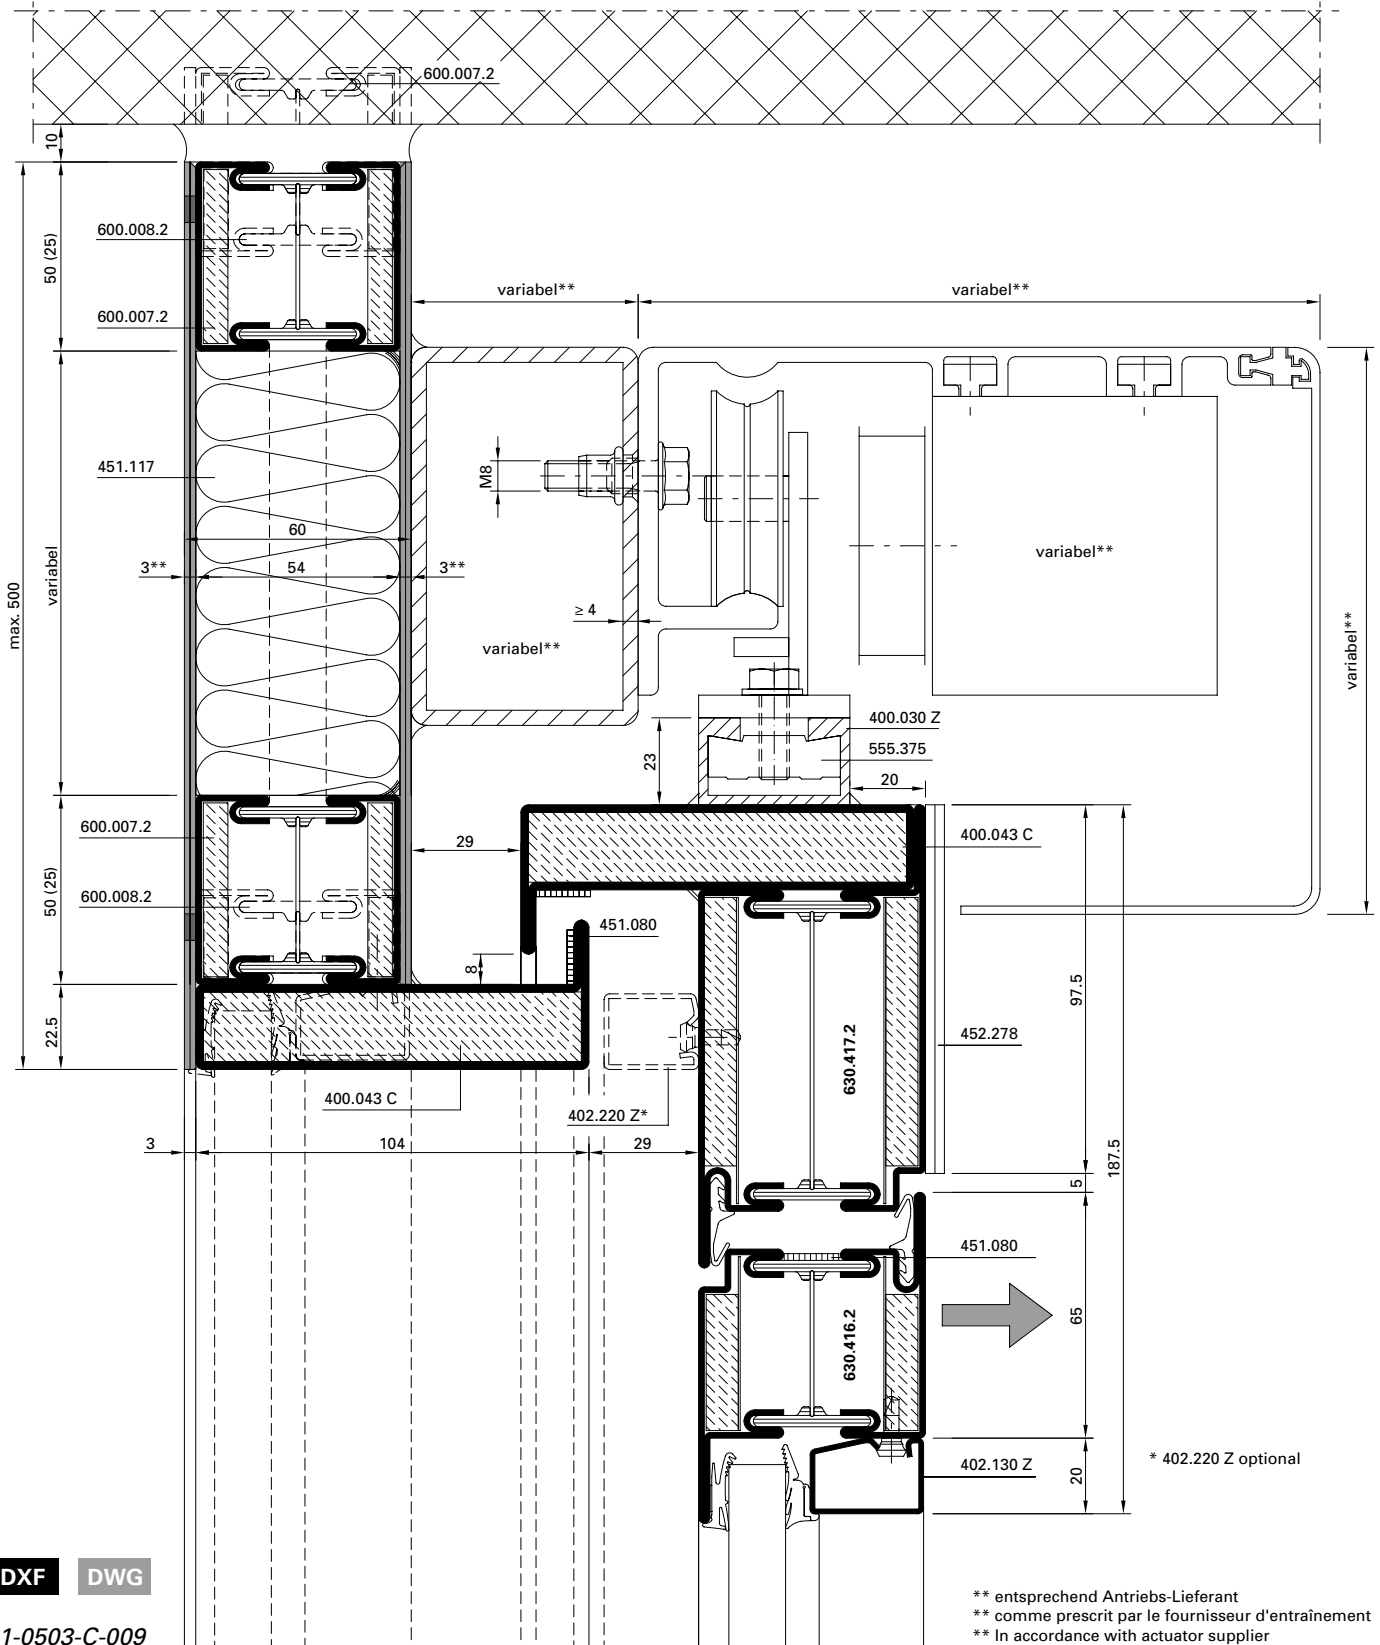 600.007.2
10
600.008.2
50 (25)
600.007.2
variabel**
variabel**
451.117
M8
60
variabel**
3**
54
3**
variabel
max. 500
≥ 4
variabel**
variabel**
400.030 Z
555.375
23
20
600.007.2
29
400.043 C
50 (25)
600.008.2
451.080
8
97.5
22.5
630.417.2
452.278
400.043 C
402.220 Z*
3
104
29
187.5
5
451.080
630.416.2
65
402.130 Z
20
* 402.220 Z optional
DXF
DWG
** entsprechend Antriebs-Lieferant
** comme prescrit par le fournisseur d'entraînement
** In accordance with actuator supplier
1-0503-C-009